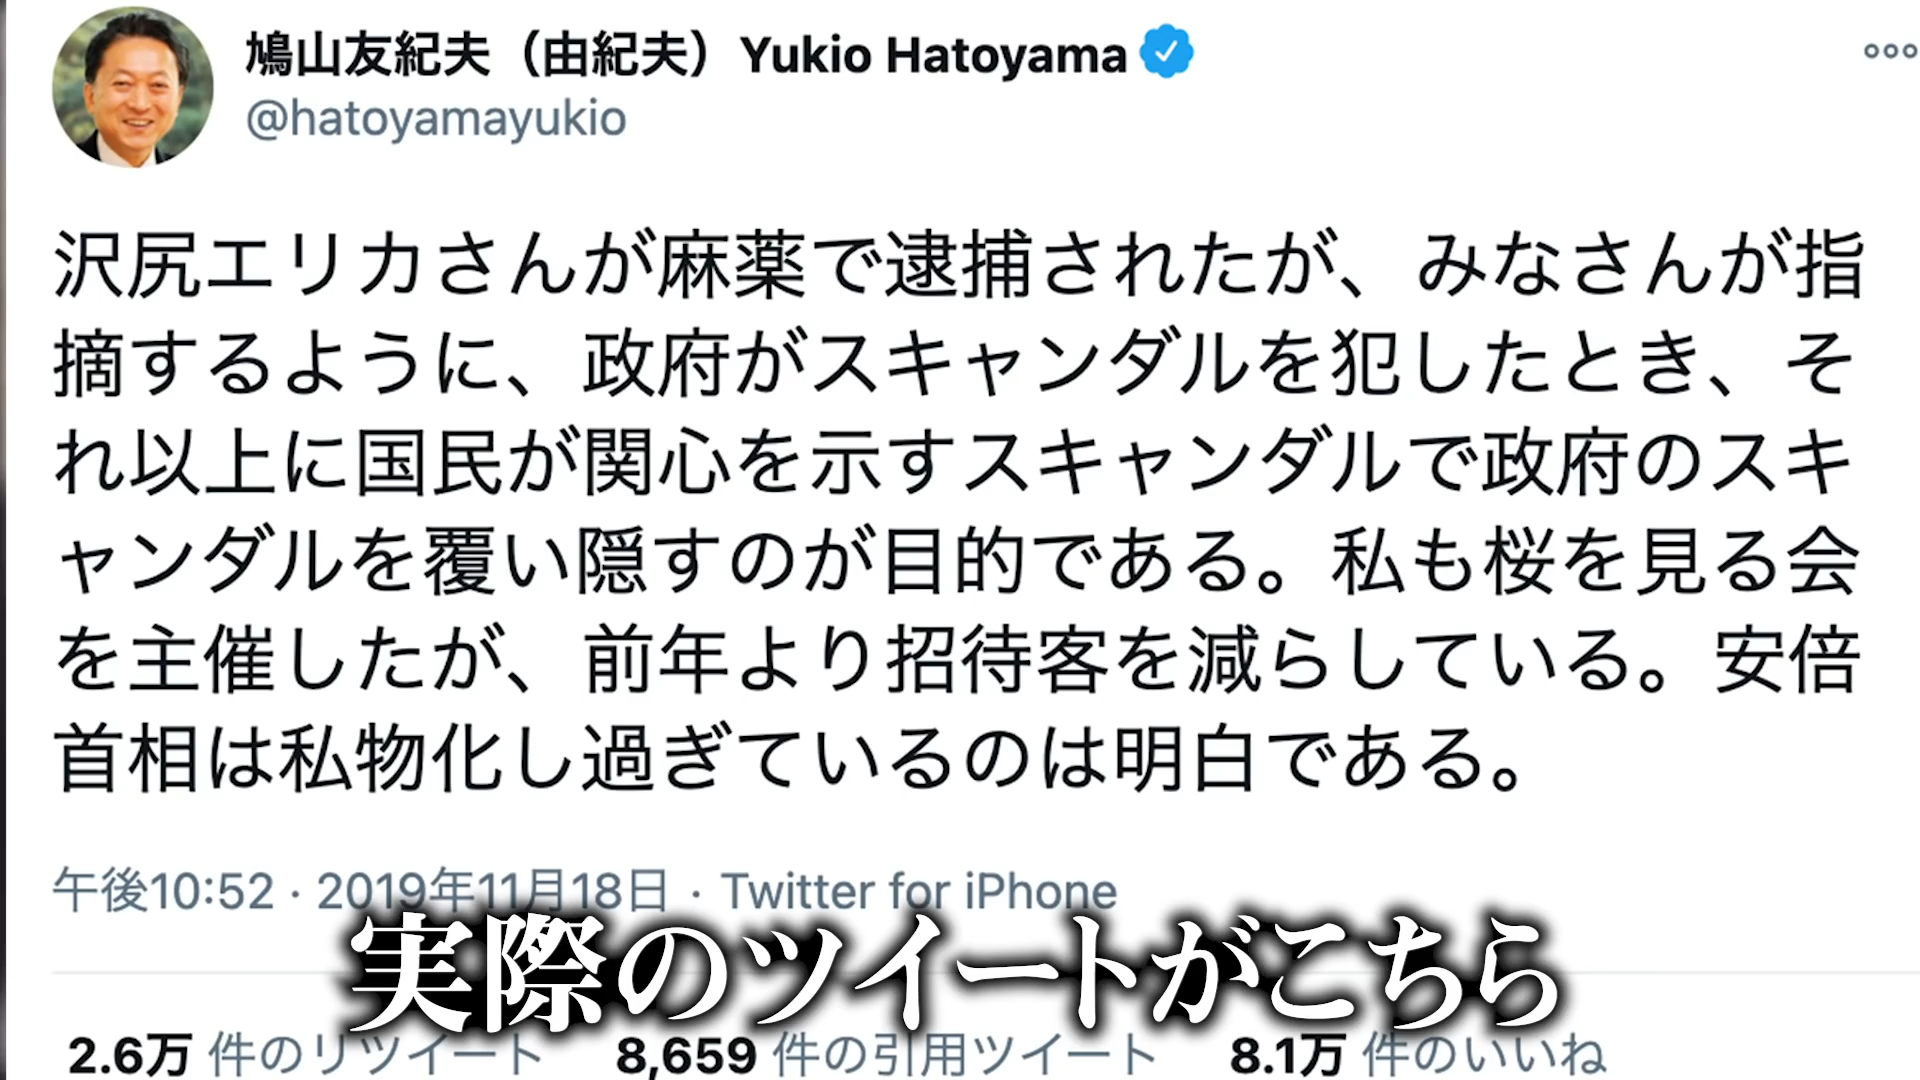 鳩山友紀夫（由紀夫）Yukio Hatoyama
@hatoyamayukio
沢尻エリカさんが麻薬で逮捕されたが、みなさんが指
摘するように、政府がスキャンダルを犯したとき、そ
れ以上に国民が関心を示すスキャンダルで政府のスキ
ャンダルを覆い隠すのが目的である。私も桜を見る会
を主催したが、前年より招待客を減らしている。安倍
首相は私物化し過ぎているのは明白である。
午後10:52 · 2019年11月18日 · Twitter for iPhone
実際のツイートがこちら
2.6万 件のリツイート 8,659 件の引用ツイート 8.1万 件のいいね